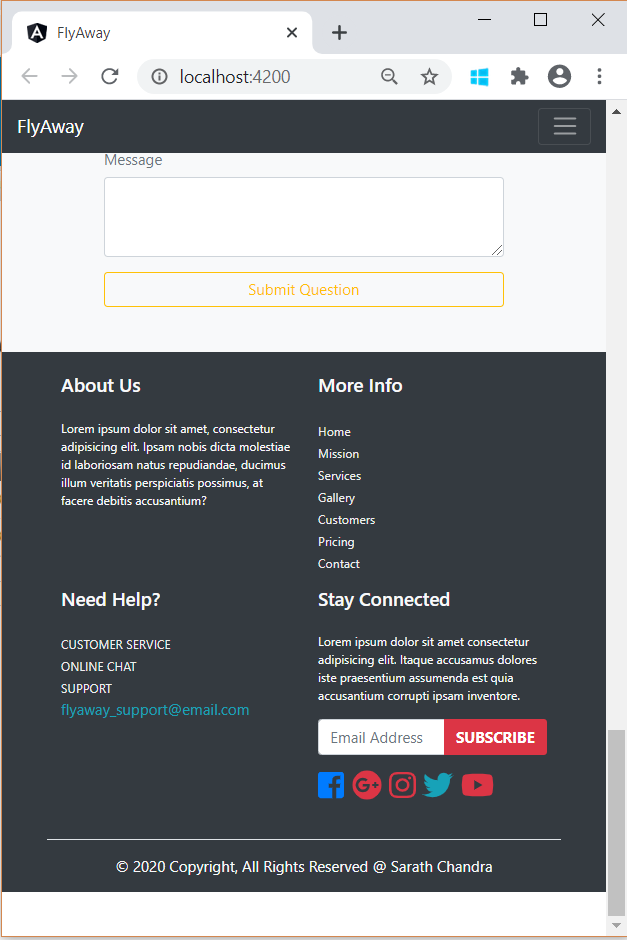 FlyAway
localhost:4200
FlyAway
Message
Submit Question
About Us
Lorem ipsum dolor sit amet, consectetur
adipisicing elit. Ipsam nobis dicta molestiae
id laboriosam natus repudiandae, ducimus
illum veritatis perspiciatis possimus, at
facere debitis accusantium?
More Info
Home
Mission
Services
Gallery
Customers
Pricing
Contact
Need Help?
CUSTOMER SERVICE
ONLINE CHAT
SUPPORT
flyaway_support@email.com
Stay Connected
Lorem ipsum dolor sit amet consectetur
adipisicing elit. Itaque accusamus dolores
iste praesentium assumenda est quia
accusantium corrupti ipsam inventore.
Email Address
SUBSCRIBE
© 2020 Copyright, All Rights Reserved @ Sarath Chandra